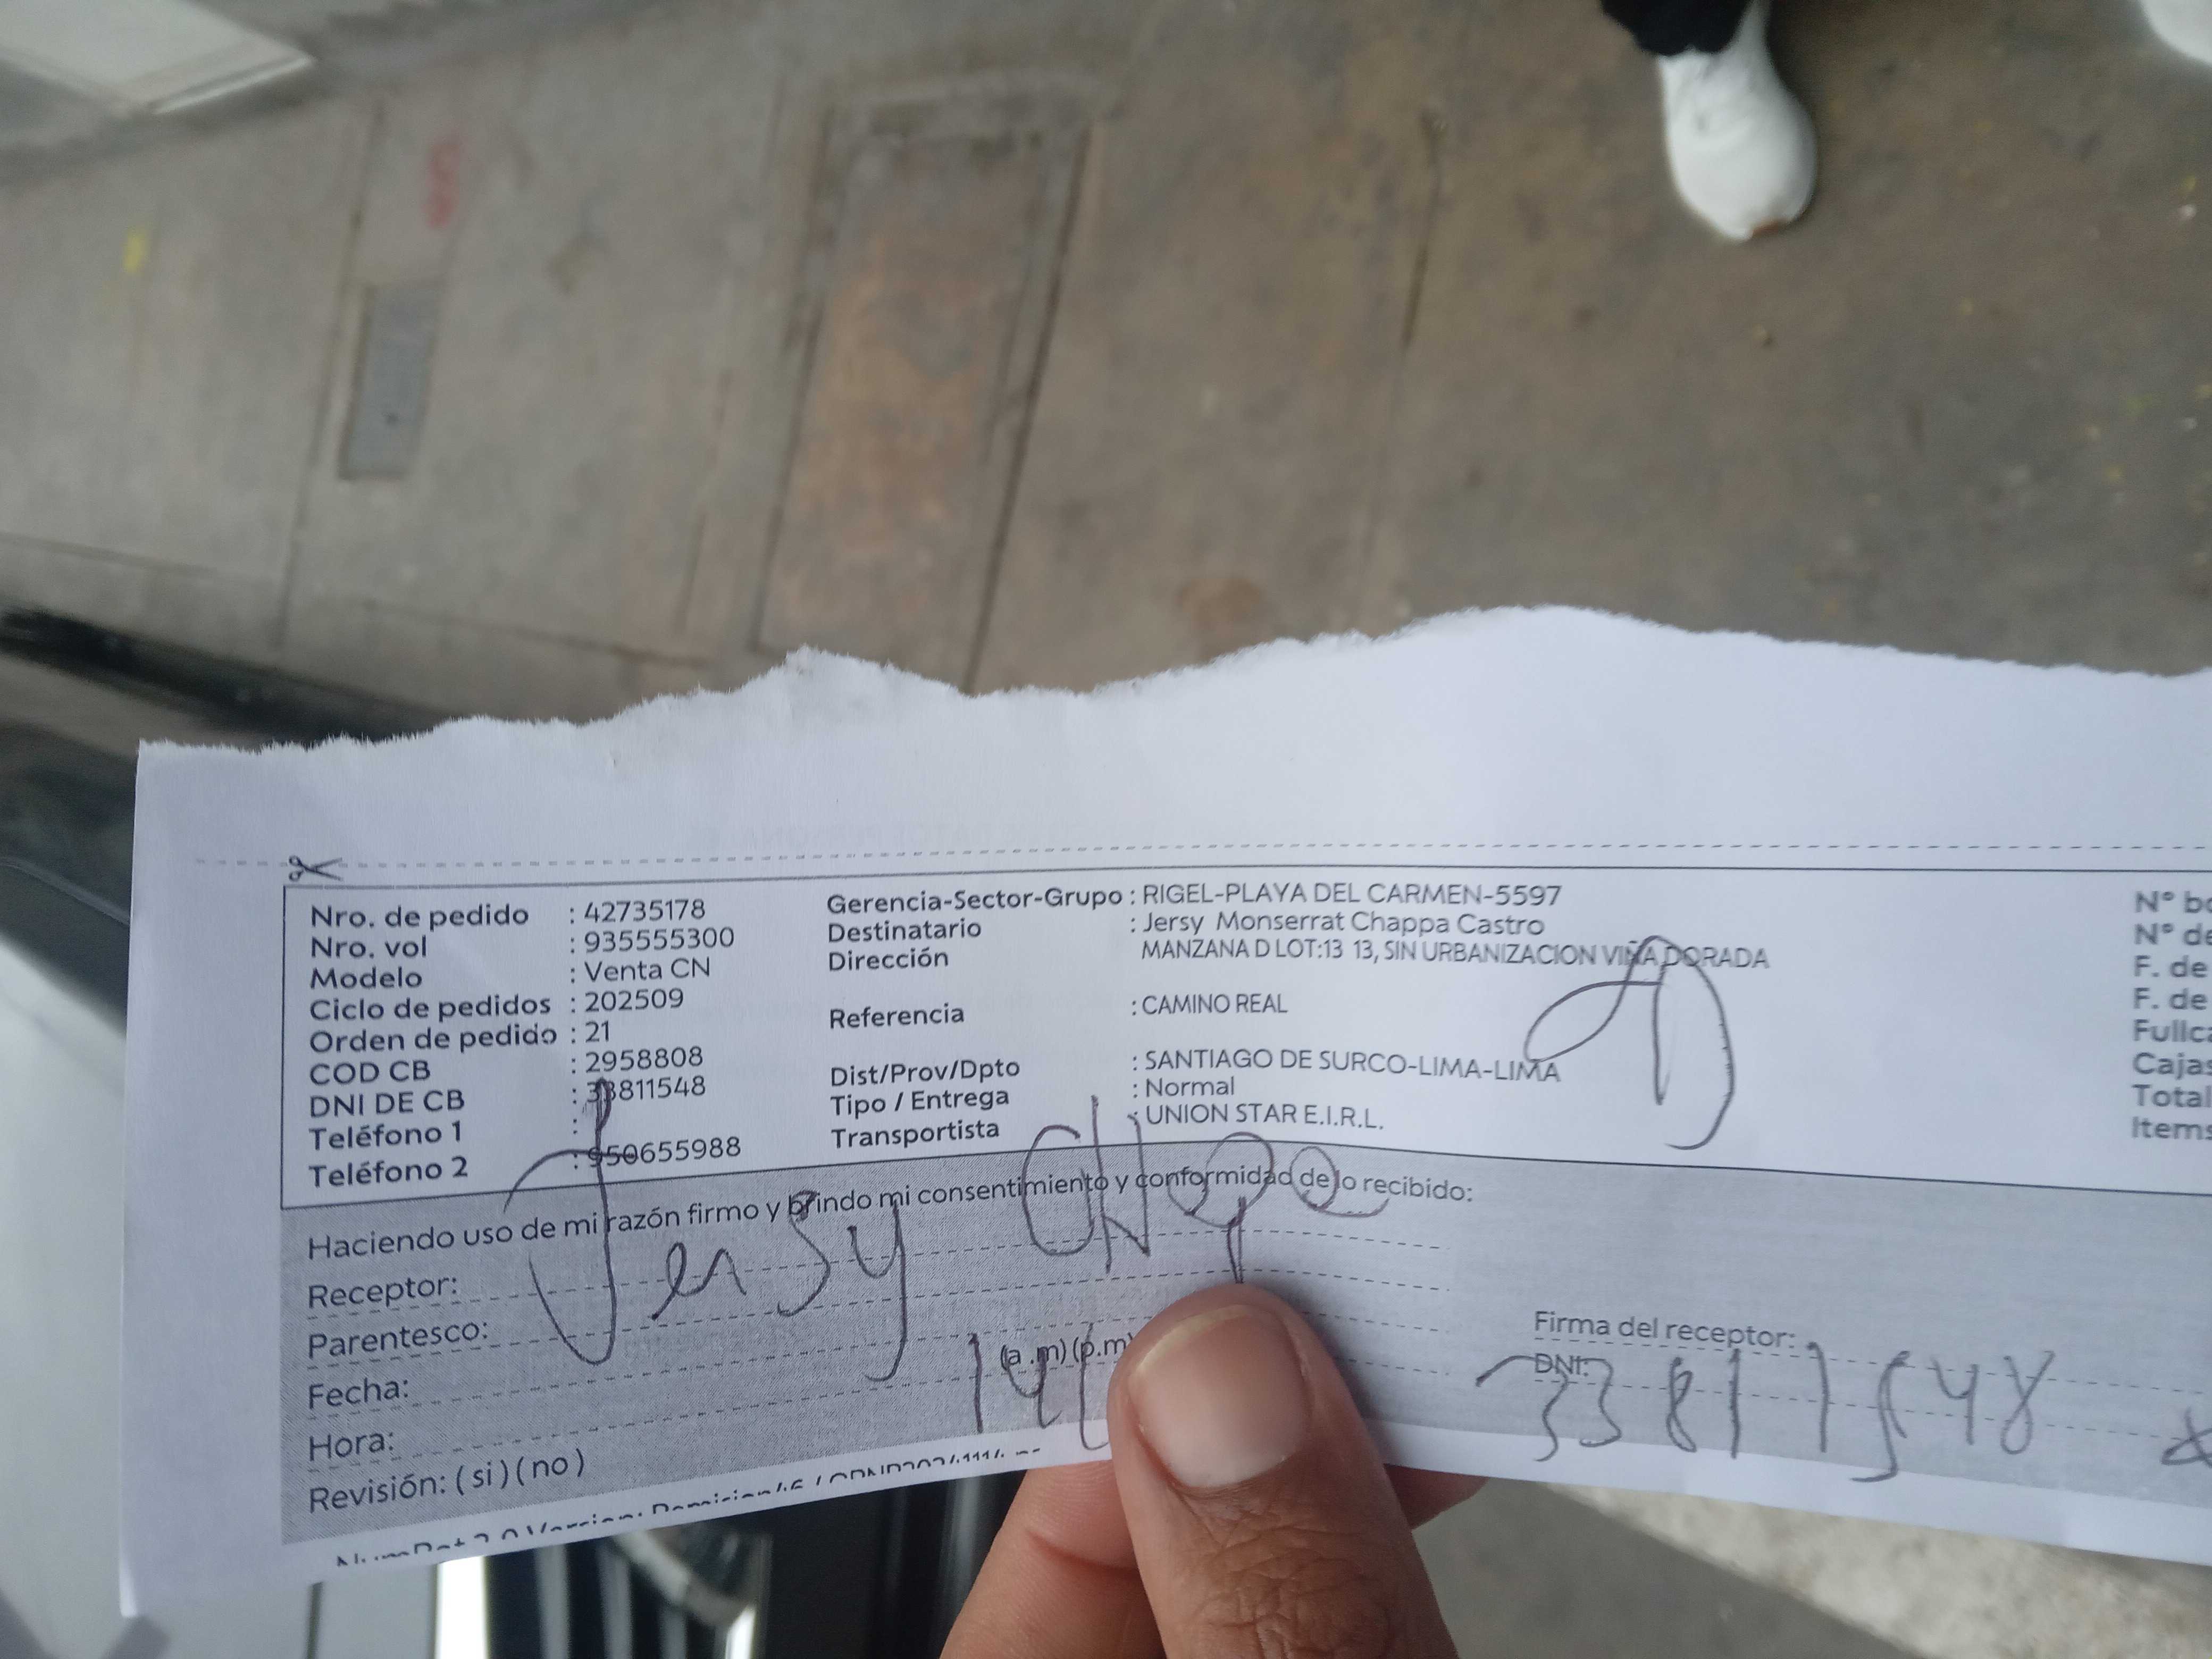 Nro. de pedido : 42735178
Nro. vol : 935555300
Modelo : Venta CN
Ciclo de pedidos : 202509
Orden de pedido : 21
COD CB : 2958808
DNI DE CB : 33811548
Teléfono 1 :
Teléfono 2 : 950655988
Gerencia-Sector-Grupo : RIGEL-PLAYA DEL CARMEN-5597
Destinatario : Jersy Monserrat Chappa Castro
Dirección MANZANA D LOT:13 13, SIN URBANIZACION VIÑA DORADA
Referencia : CAMINO REAL
Dist/Prov/Dpto : SANTIAGO DE SURCO-LIMA-LIMA
Tipo / Entrega : Normal
Transportista : UNION STAR E.I.R.L.
N°
N°
F. de
F. de
Total
Items
Haciendo uso de mi razón firmo y brindo mi consentimiento y conformidad de lo recibido:
Receptor: Jersy
Parentesco:
Fecha:
Hora: (a.m) (p.m)
Revisión: (si) (no)
Firma del receptor:
DNI: 33811548